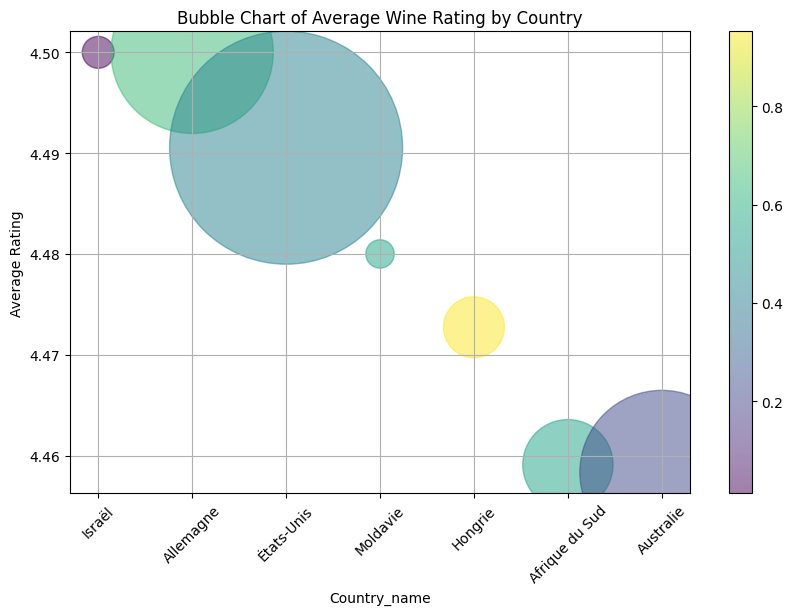 Bubble Chart of Average Wine Rating by Country
4.50
4.49
4.48
4.47
4.46
Average Rating
Israël
Allemagne
États-Unis
Moldavie
Hongrie
Afrique du Sud
Australie
Country_name
0.8
0.6
0.4
0.2